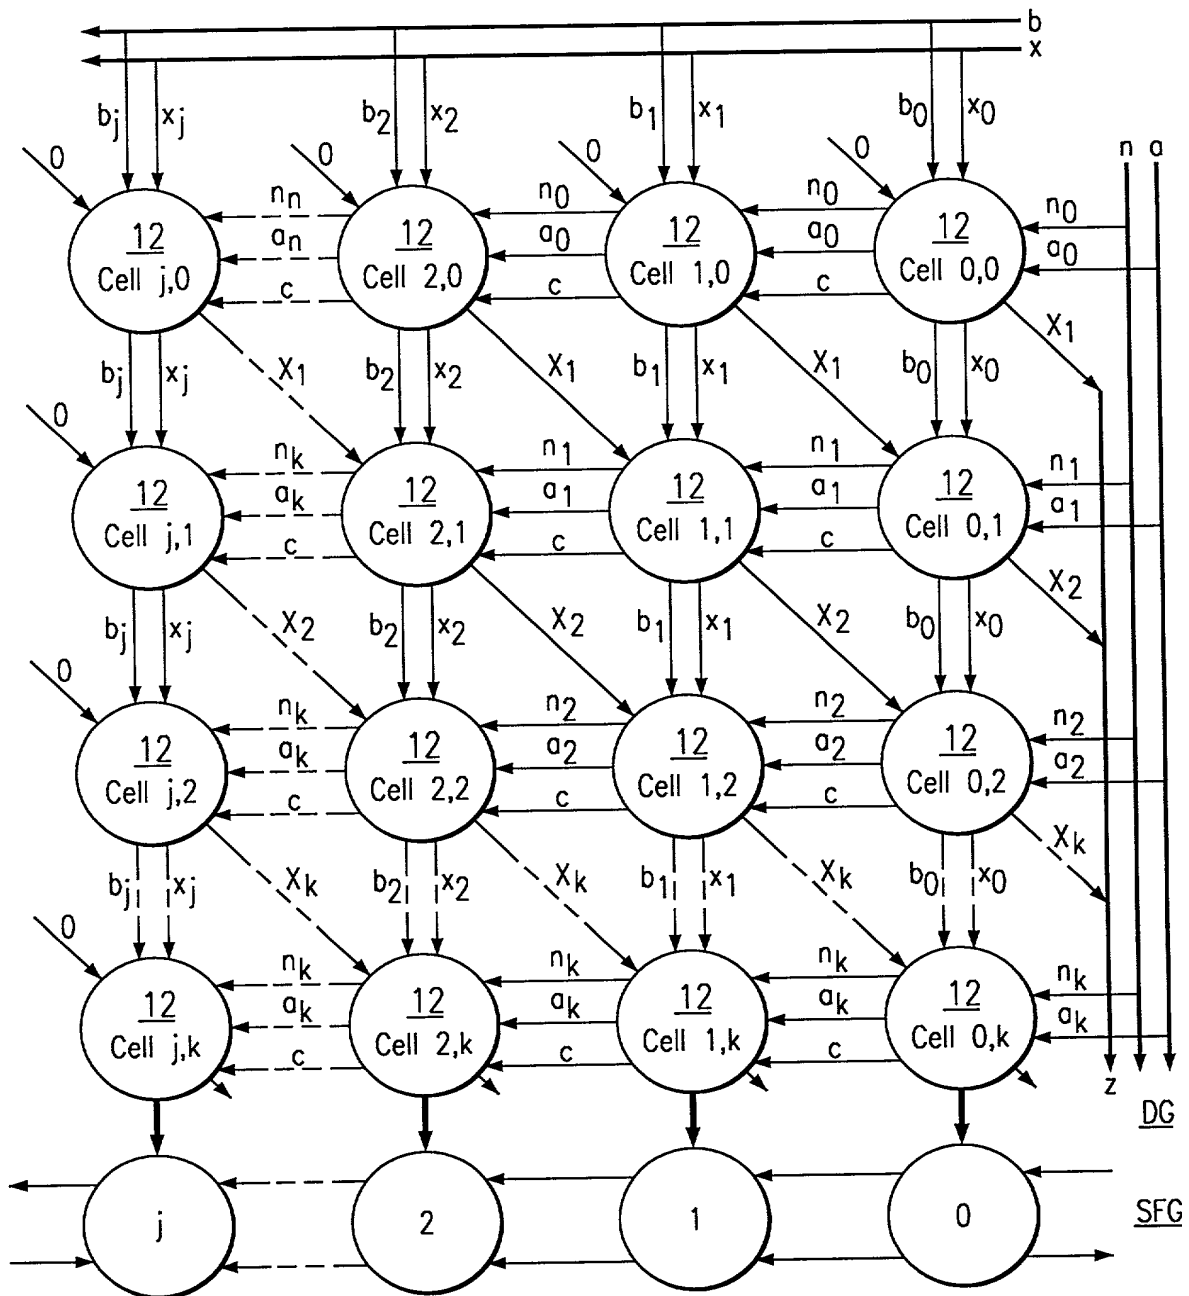 b
x
b_j x_j b_2 x_2 b_1 x_1 b_0 x_0
0 0 0 0 n a
n_n n_0 n_0 n_0
12 a_n 12 a_0 12 a_0 12 a_0
Cell j,0 Cell 2,0 Cell 1,0 Cell 0,0
c c c
X_1 X_1 X_1 X_1
b_j x_j b_2 x_2 b_1 x_1 b_0 x_0
0
n_k n_1 n_1 n_1
12 a_k 12 a_1 12 a_1 12 a_1
Cell j,1 Cell 2,1 Cell 1,1 Cell 0,1
c c c
X_2 X_2 X_2 X_2
b_j x_j b_2 x_2 b_1 x_1 b_0 x_0
0
n_k n_2 n_2 n_2
12 a_k 12 a_2 12 a_2 12 a_2
Cell j,2 Cell 2,2 Cell 1,2 Cell 0,2
c c c
X_k X_k X_k X_k
b_j x_j b_2 x_2 b_1 x_1 b_0 x_0
0
n_k n_k n_k n_k
12 a_k 12 a_k 12 a_k 12 a_k
Cell j,k Cell 2,k Cell 1,k Cell 0,k
c c c
z
DG
j 2 1 0 SFG